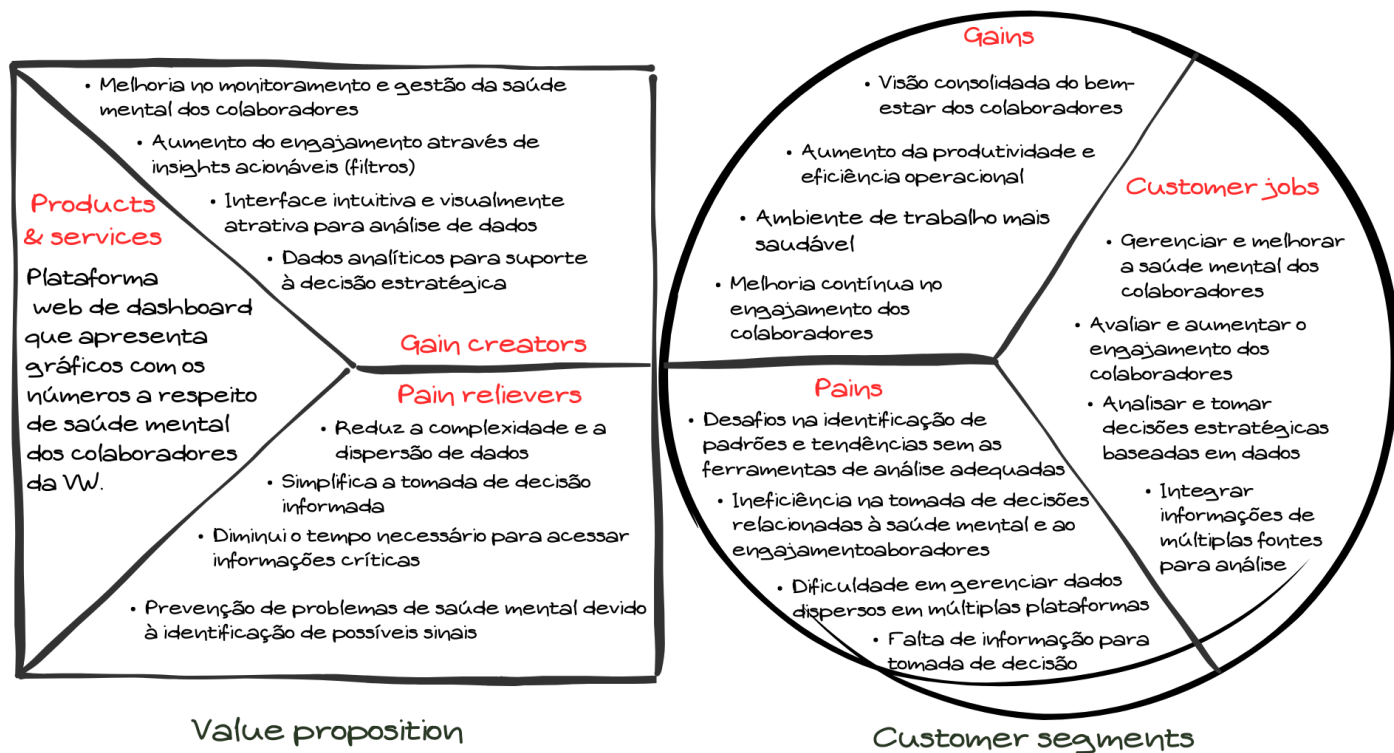 • Melhoria no monitoramento e gestão da saúde
mental dos colaboradores
• Aumento do engajamento através de
insights acionáveis (filtros)
• Interface intuitiva e visualmente
atrativa para análise de dados
• Dados analíticos para suporte
à decisão estratégica
Gain creators
Products
& services
Plataforma
web de dashboard
que apresenta
gráficos com os
números a respeito
de saúde mental
dos colaboradores
da VW.
Pain relievers
• Reduz a complexidade e a
dispersão de dados
• Simplifica a tomada de decisão
informada
• Diminui o tempo necessário para acessar
informações críticas
• Prevenção de problemas de saúde mental devido
à identificação de possíveis sinais
Value proposition
Gains
• Visão consolidada do bem-
estar dos colaboradores
• Aumento da produtividade e
eficiência operacional
• Ambiente de trabalho mais
saudável
• Melhoria contínua no
engajamento dos
colaboradores
Customer jobs
• Gerenciar e melhorar
a saúde mental dos
colaboradores
• Avaliar e aumentar o
engajamento dos
colaboradores
• Analisar e tomar
decisões estratégicas
baseadas em dados
• Integrar
informações de
múltiplas fontes
para análise
Pains
• Desafios na identificação de
padrões e tendências sem as
ferramentas de análise adequadas
• Ineficiência na tomada de decisões
relacionadas à saúde mental e ao
engajamentoaboradores
• Dificuldade em gerenciar dados
dispersos em múltiplas plataformas
• Falta de informação para
tomada de decisão
Customer segments